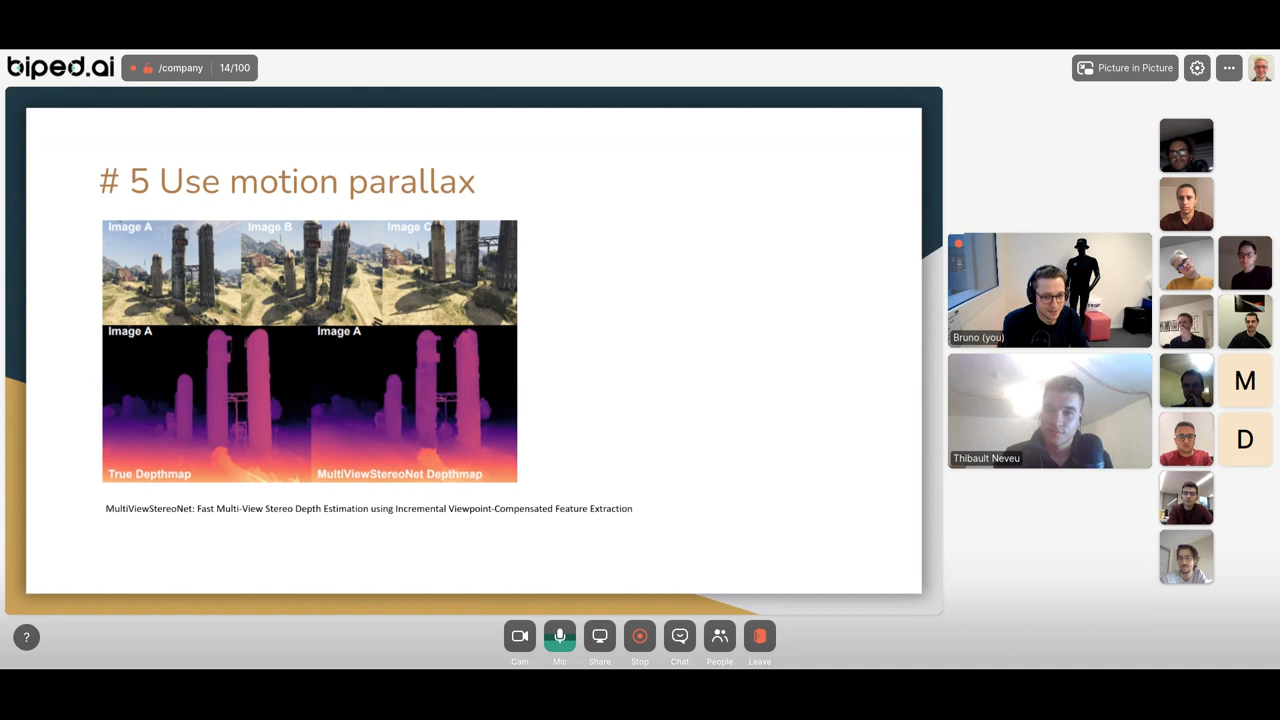 biped.ai
/company
14/100
Picture in Picture
# 5 Use motion parallax
Image A
Image B
Image C
Image A
Image A
True Depthmap
MultiViewStereoNet Depthmap
MultiViewStereoNet: Fast Multi-View Stereo Depth Estimation using Incremental Viewpoint-Compensated Feature Extraction
Bruno (you)
Thibault Neveu
M
D
?
Cam
Mic
Share
Stop
Chat
People
Leave